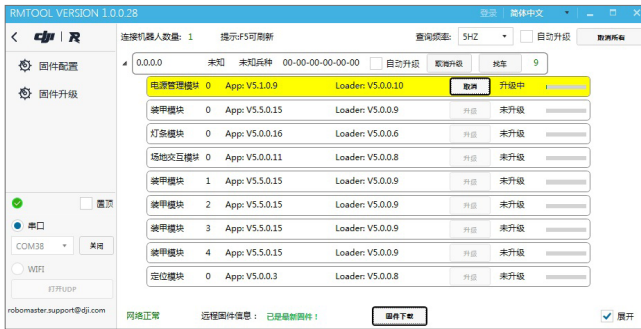 RMTOOL VERSION 1.0.0.28 登录 简体中文
dji R 连接机器人数量: 1 提示:F5可刷新 查询频率: 5HZ 自动升级 取消所有
固件配置
固件升级
0.0.0.0 未知 未知兵种 00-00-00-00-00-00 自动升级 取消升级 找车 9
电源管理模块 0 App: V5.1.0.9 Loader: V5.0.0.10 取消 升级中
装甲模块 0 App: V5.5.0.15 Loader: V5.0.0.9 升级 未升级
灯条模块 0 App: V5.0.0.16 Loader: V5.0.0.6 升级 未升级
场地交互模块 0 App: V5.0.0.11 Loader: V5.0.0.8 升级 未升级
装甲模块 1 App: V5.5.0.15 Loader: V5.0.0.9 升级 未升级
装甲模块 2 App: V5.5.0.15 Loader: V5.0.0.9 升级 未升级
装甲模块 3 App: V5.5.0.15 Loader: V5.0.0.9 升级 未升级
装甲模块 4 App: V5.5.0.15 Loader: V5.0.0.9 升级 未升级
定位模块 0 App: V5.0.0.3 Loader: V5.0.0.8 升级 未升级
置顶
串口
COM38 关闭
WIFI
打开UDP
robomaster.support@dji.com
网络正常 远程固件信息： 已是最新固件！ 固件下载 展开